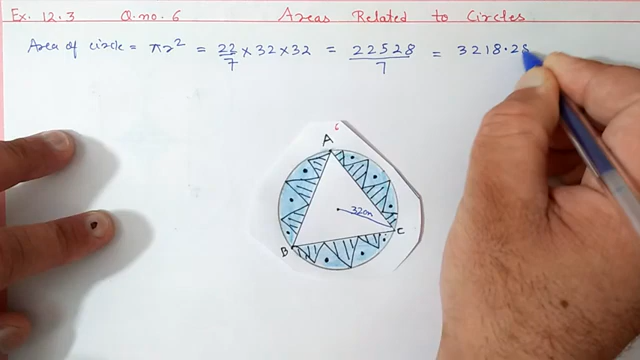 Ex. 12.3 Q.no. 6 Areas Related to Circles
Area of circle = πr² = 22/7 × 32 × 32 = 22528/7 = 3218.28
6
A
32cm
B
C